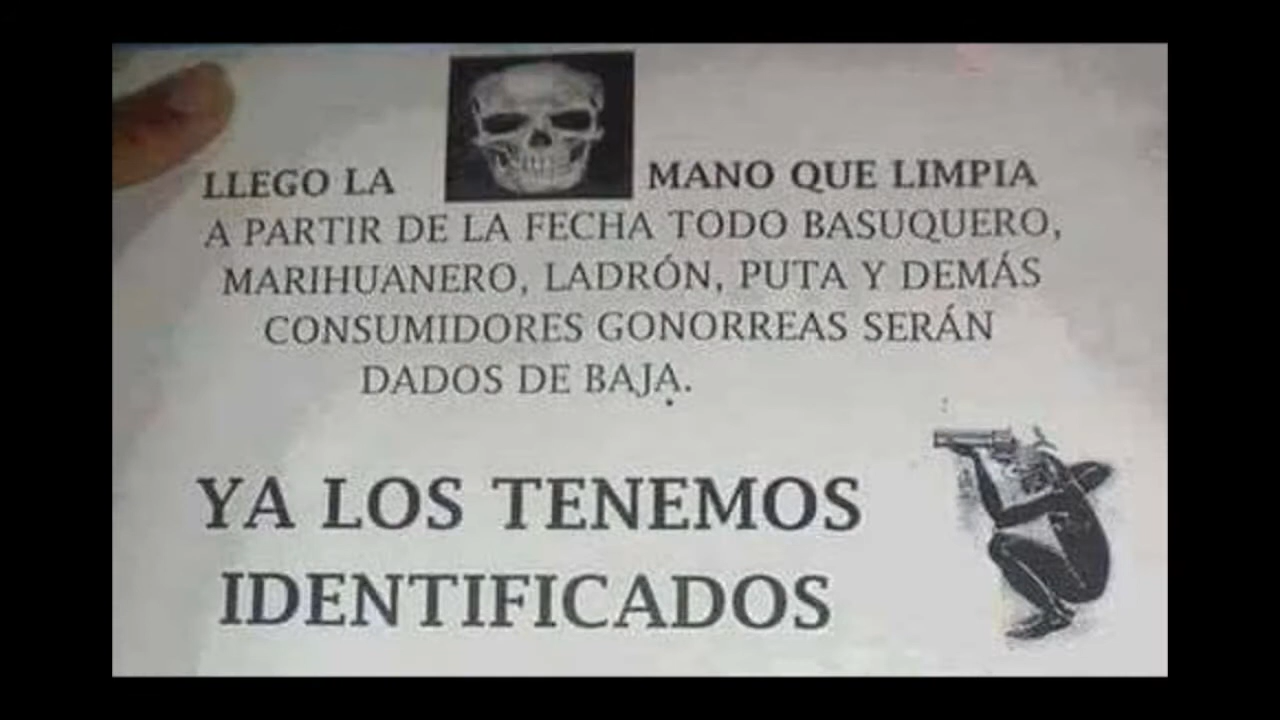 LLEGO LA MANO QUE LIMPIA
A PARTIR DE LA FECHA TODO BASUQUERO,
MARIHUANERO, LADRÓN, PUTA Y DEMÁS
CONSUMIDORES GONORREAS SERÁN
DADOS DE BAJA.
YA LOS TENEMOS
IDENTIFICADOS